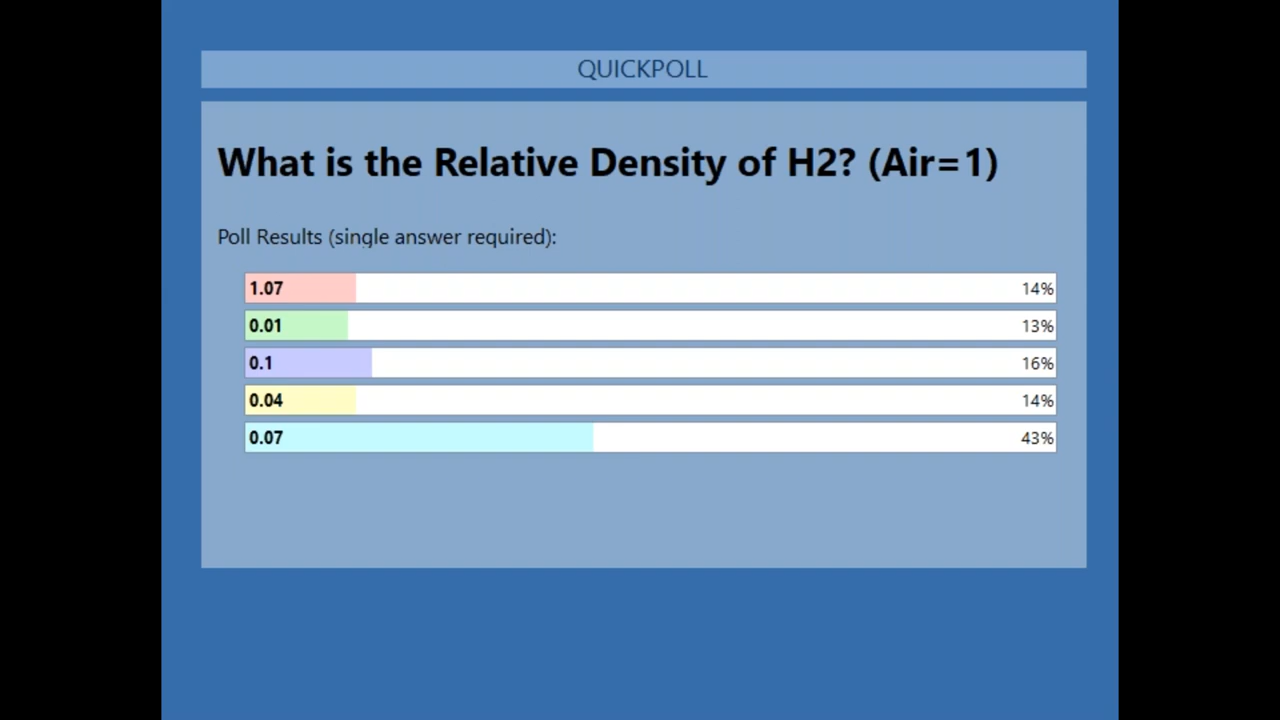 QUICKPOLL
What is the Relative Density of H2? (Air=1)
Poll Results (single answer required):
1.07 14%
0.01 13%
0.1 16%
0.04 14%
0.07 43%